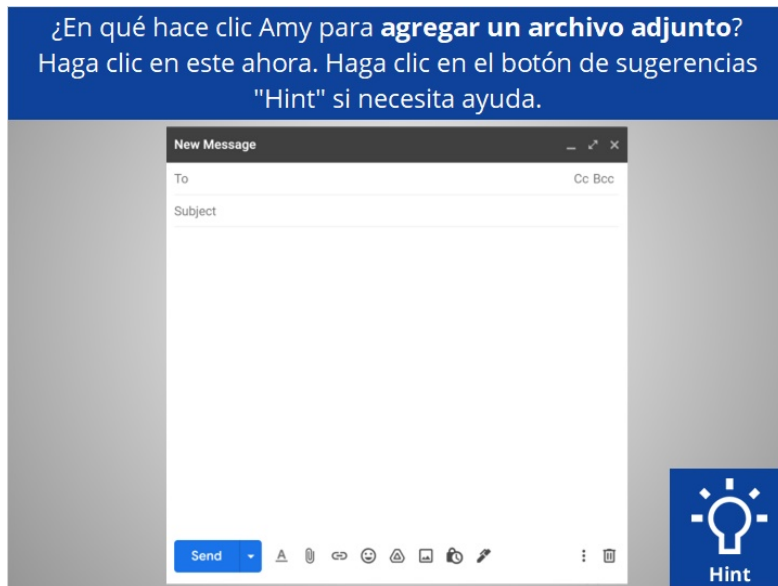 ¿En qué hace clic Amy para agregar un archivo adjunto?
Haga clic en este ahora. Haga clic en el botón de sugerencias
"Hint" si necesita ayuda.
New Message
To Cc Bcc
Subject
Send
Hint